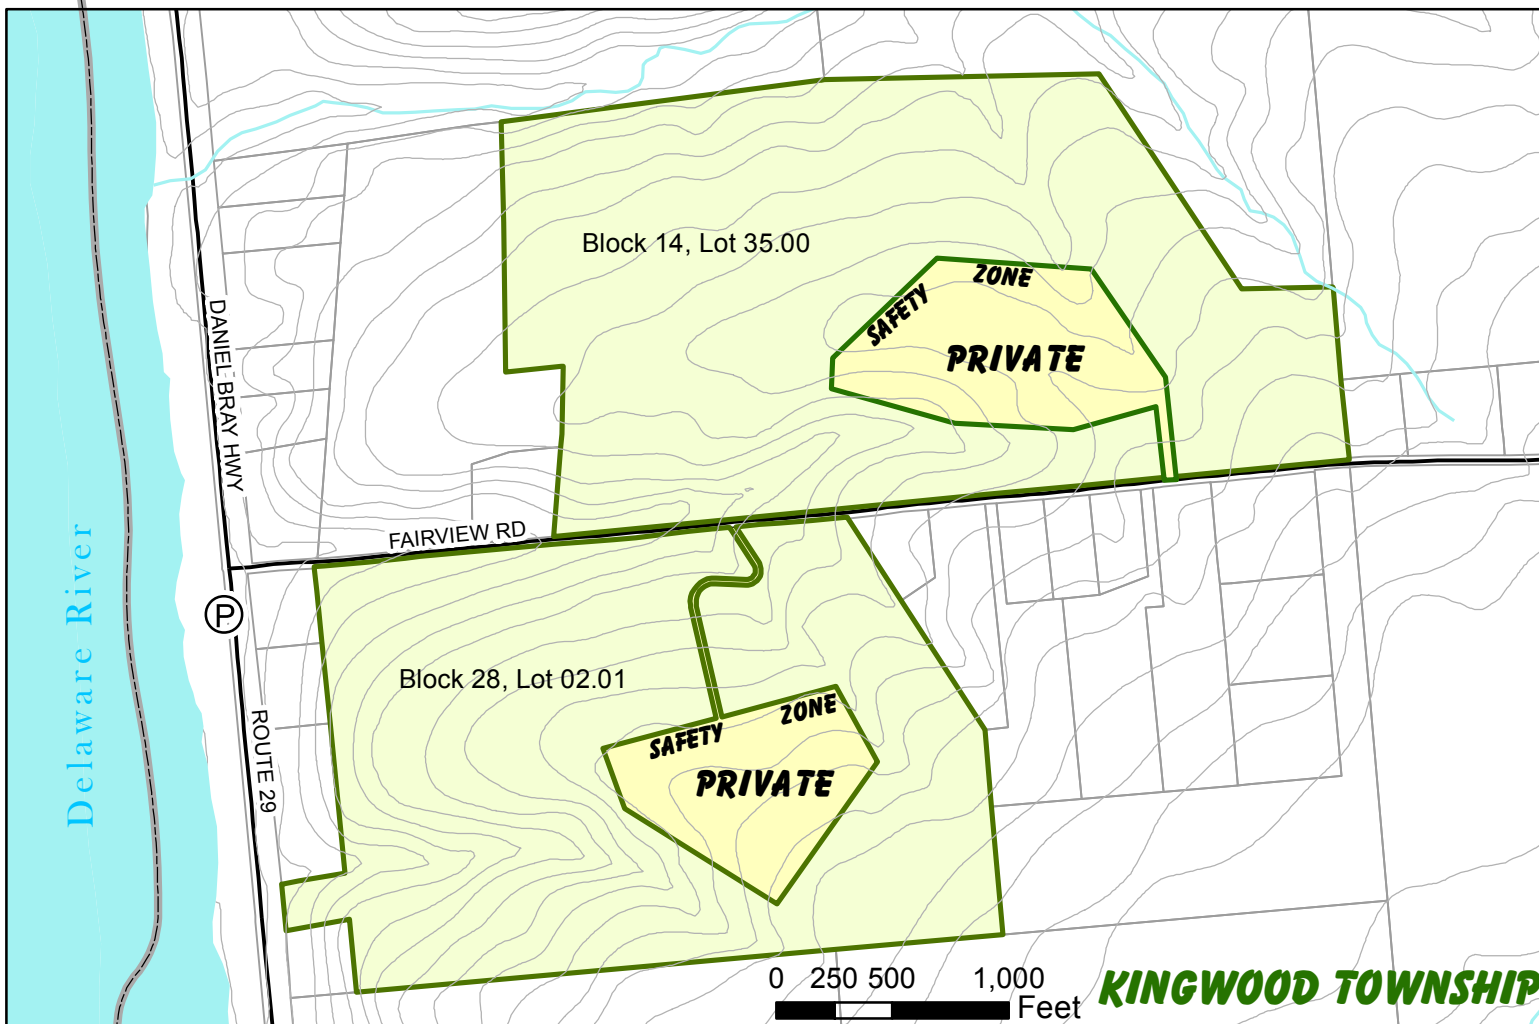 Block 14, Lot 35.00
SAFETY ZONE
PRIVATE
DANIEL BRAY HWY
FAIRVIEW RD
P
Delaware River
Block 28, Lot 02.01
SAFETY ZONE
PRIVATE
ROUTE 29
0 250 500 1,000
Feet
KINGWOOD TOWNSHIP